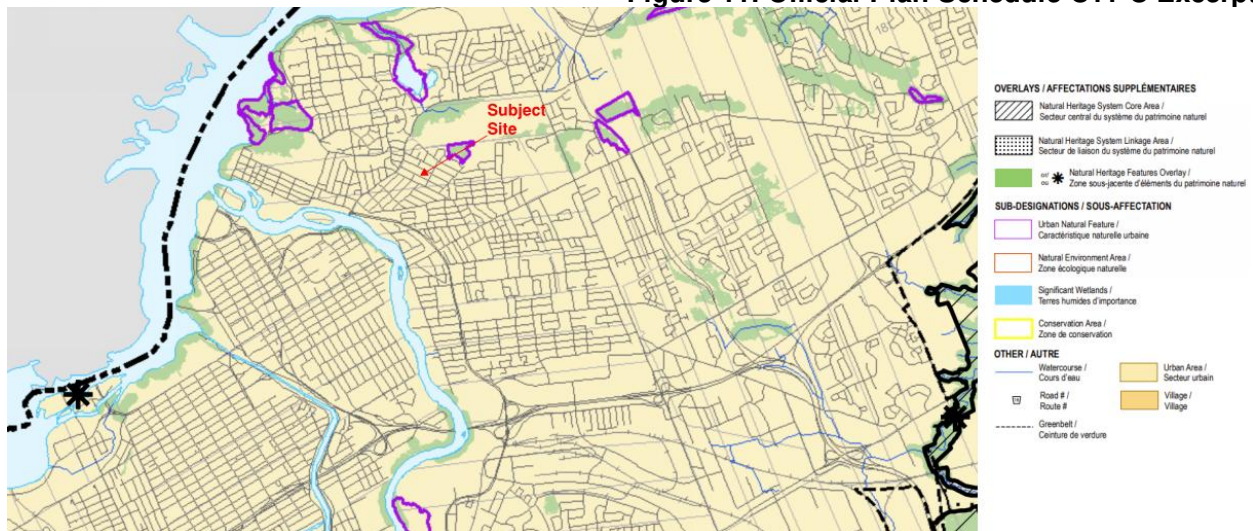 Figure 11: Official Plan Schedule C11-C Excerp
Subject
Site
OVERLAYS / AFFECTATIONS SUPPLÉMENTAIRES
Natural Heritage System Core Area /
Secteur central du système du patrimoine naturel
Natural Heritage System Linkage Area /
Secteur de liaison du système du patrimoine naturel
or/
ou
Natural Heritage Features Overlay /
Zone sous-jacente d'éléments du patrimoine naturel
SUB-DESIGNATIONS / SOUS-AFFECTATION
Urban Natural Feature /
Caractéristique naturelle urbaine
Natural Environment Area /
Zone écologique naturelle
Significant Wetlands /
Terres humides d'importance
Conservation Area /
Zone de conservation
OTHER / AUTRE
Watercourse /
Cours d'eau
Road # /
Route #
Greenbelt /
Ceinture de verdure
Urban Area /
Secteur urbain
Village /
Village